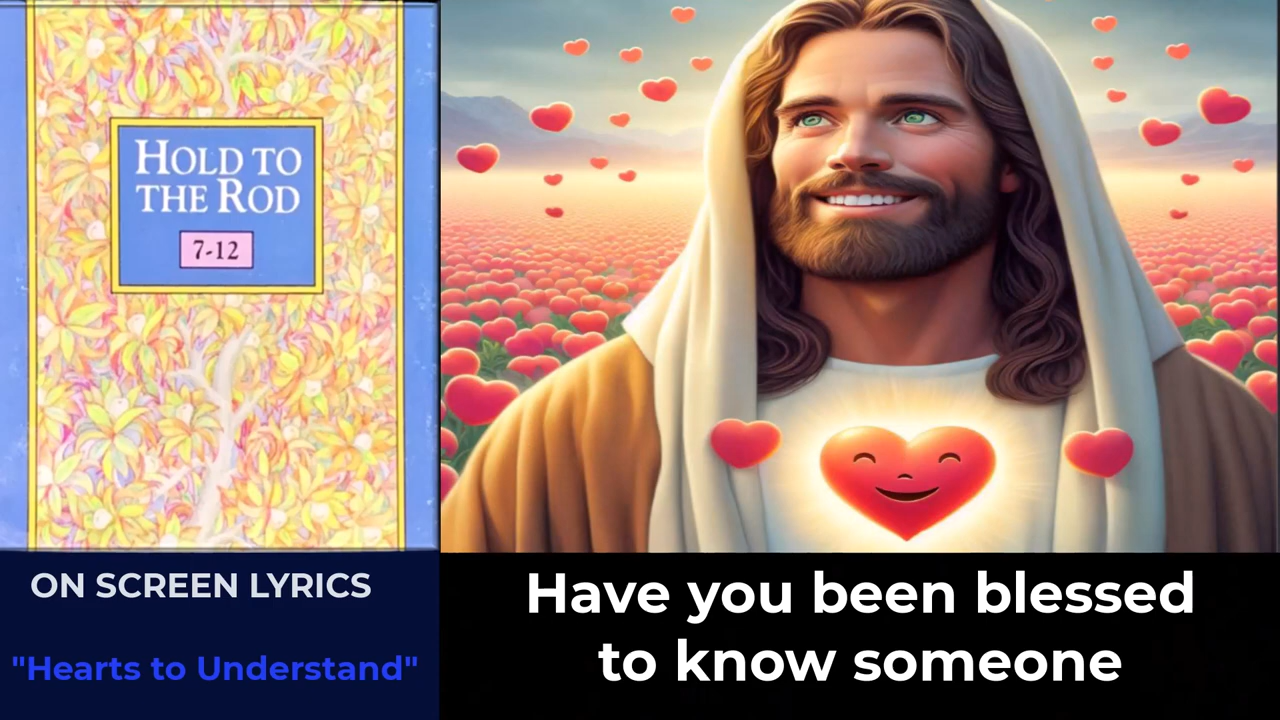 HOLD TO
THE ROD
7-12
ON SCREEN LYRICS
"Hearts to Understand"
Have you been blessed
to know someone